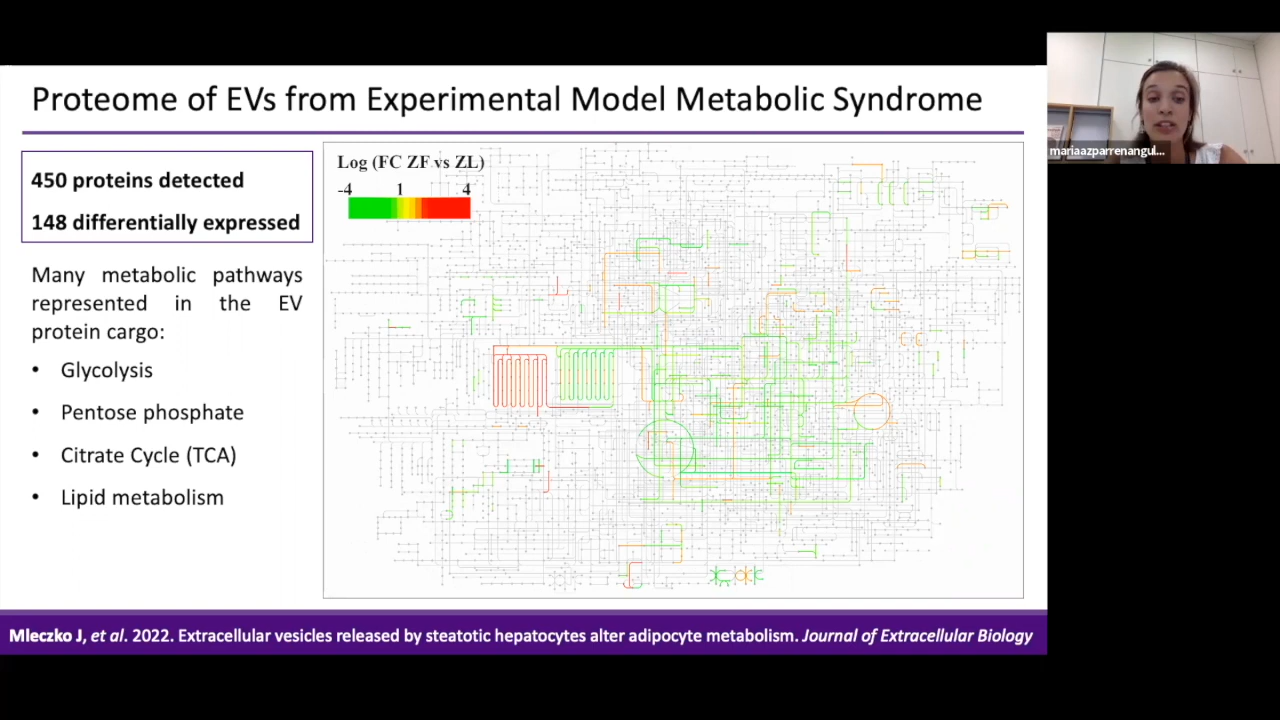 Proteome of EVs from Experimental Model Metabolic Syndrome
450 proteins detected
148 differentially expressed
Many metabolic pathways
represented in the EV
protein cargo:
• Glycolysis
• Pentose phosphate
• Citrate Cycle (TCA)
• Lipid metabolism
Log (FC ZF vs ZL)
-4 1 4
mariaazparrenangul...
Mleczko J, et al. 2022. Extracellular vesicles released by steatotic hepatocytes alter adipocyte metabolism. Journal of Extracellular Biology